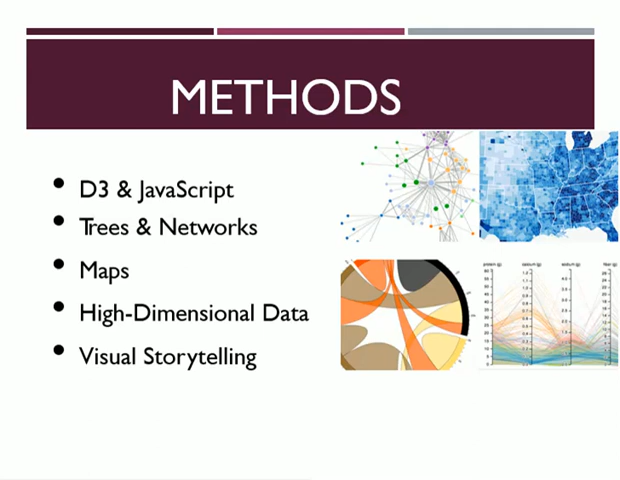 METHODS
D3 & JavaScript
Trees & Networks
Maps
High-Dimensional Data
Visual Storytelling